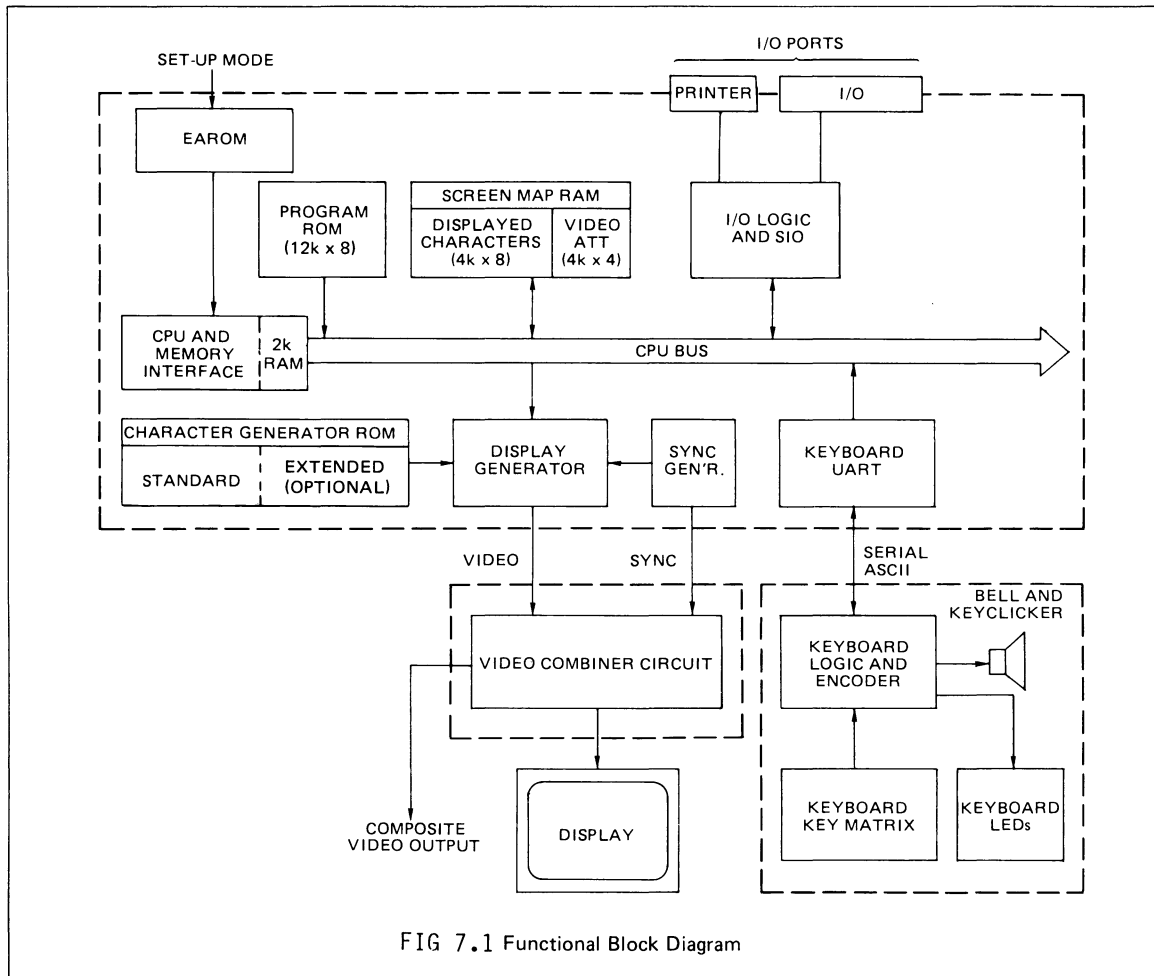 I/O PORTS
SET-UP MODE
PRINTER
I/O
EAROM
PROGRAM
ROM
(12k x 8)
SCREEN MAP RAM
DISPLAYED
CHARACTERS
(4k x 8)
VIDEO
ATT
(4k x 4)
I/O LOGIC
AND SIO
CPU AND
MEMORY
INTERFACE
2k
RAM
CPU BUS
CHARACTER GENERATOR ROM
STANDARD
EXTENDED
(OPTIONAL)
DISPLAY
GENERATOR
SYNC
GEN'R.
KEYBOARD
UART
VIDEO
SYNC
SERIAL
ASCII
BELL AND
KEYCLICKER
VIDEO COMBINER CIRCUIT
KEYBOARD
LOGIC AND
ENCODER
COMPOSITE
VIDEO OUTPUT
DISPLAY
KEYBOARD
KEY MATRIX
KEYBOARD
LEDs
FIG 7.1 Functional Block Diagram